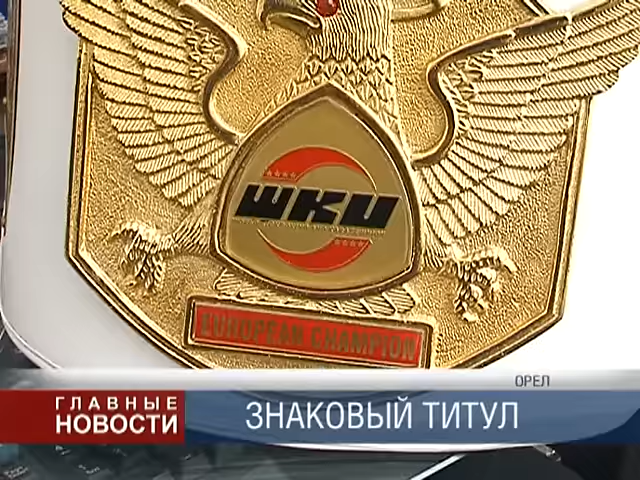 WKU
EUROPEAN CHAMPION
ОРЕЛ
ГЛАВНЫЕ
НОВОСТИ
ЗНАКОВЫЙ ТИТУЛ